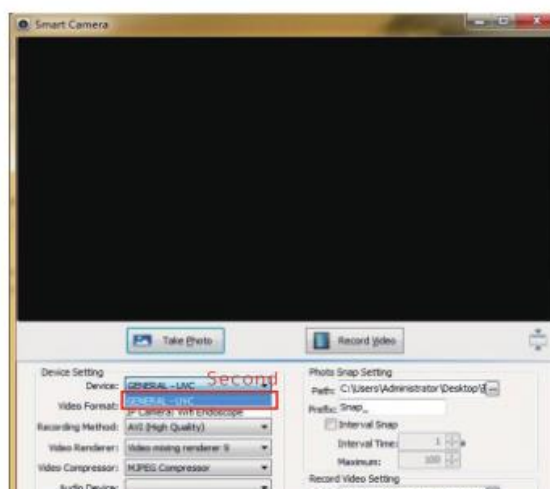 Smart Camera
Take Photo
Record Video
Device Setting
Device: GENERAL - UVC
Second
GENERAL - UVC
Video Format: IP Camera: Wifi Endoscope
Recording Method: AVI (High Quality)
Video Renderer: Video mixing renderer 9
Video Compressor: MJPEG Compressor
Audio Device:
Photo Snap Setting
Path: C:\Users\Administrator\Desktop\
Prefix: Snap_
Interval Snap
Interval Time: 1 s
Maximum: 100
Record Video Setting